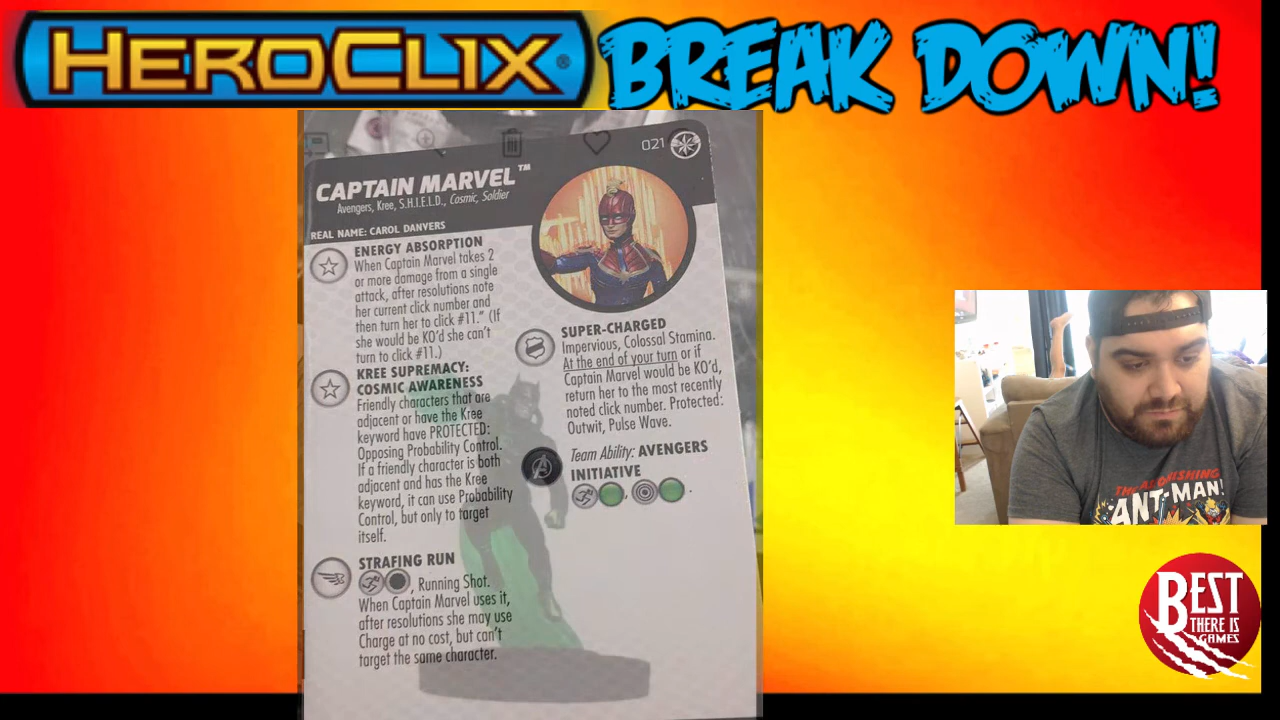 HEROCLIX® BREAK DOWN!
021
CAPTAIN MARVEL™
Avengers, Kree, S.H.I.E.L.D., Cosmic, Soldier
REAL NAME: CAROL DANVERS
ENERGY ABSORPTION
When Captain Marvel takes 2
or more damage from a single
attack, after resolutions note
her current click number and
then turn her to click #11." (If
she would be KO'd she can't
turn to click #11.)
KREE SUPREMACY:
COSMIC AWARENESS
Friendly characters that are
adjacent or have the Kree
keyword have PROTECTED:
Opposing Probability Control.
If a friendly character is both
adjacent and has the Kree
keyword, it can use Probability
Control, but only to target
itself.
STRAFING RUN
, Running Shot.
When Captain Marvel uses it,
after resolutions she may use
Charge at no cost, but can't
target the same character.
SUPER-CHARGED
Impervious, Colossal Stamina.
At the end of your turn or if
Captain Marvel would be KO'd,
return her to the most recently
noted click number. Protected:
Outwit, Pulse Wave.
Team Ability: AVENGERS
INITIATIVE
, .
ANT-MAN!
BEST
THERE IS
GAMES